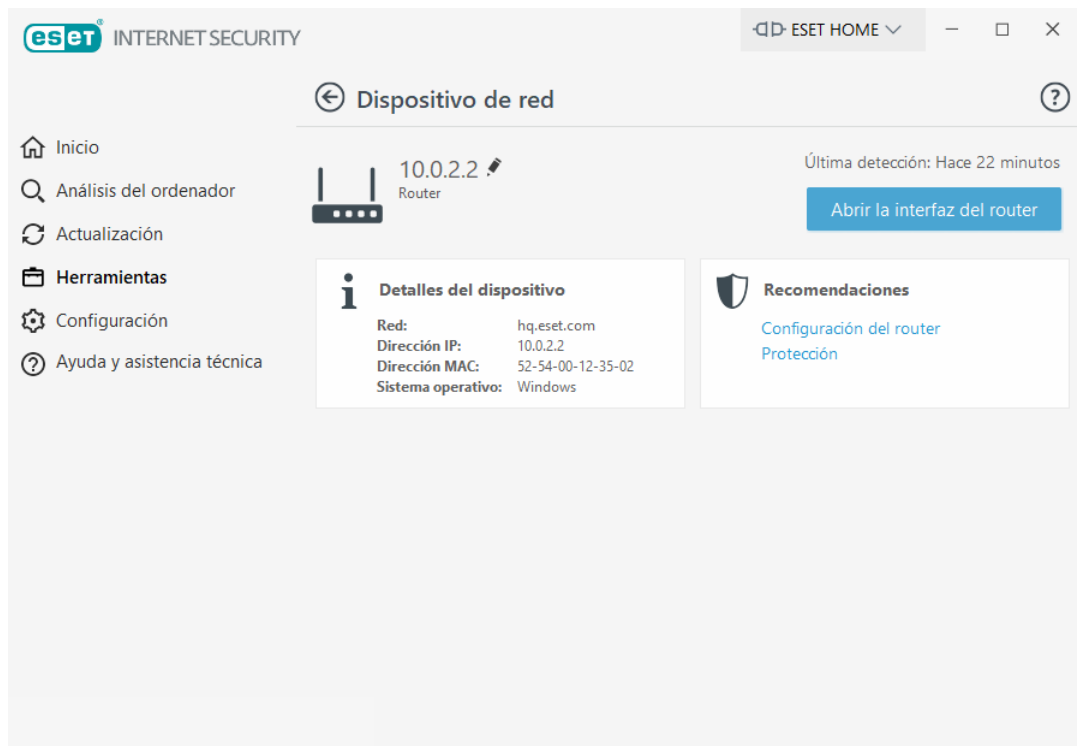 eset® INTERNET SECURITY
ESET HOME
Dispositivo de red
?
Inicio
Análisis del ordenador
Actualización
Herramientas
Configuración
Ayuda y asistencia técnica
10.0.2.2
Router
Última detección: Hace 22 minutos
Abrir la interfaz del router
Detalles del dispositivo
Red: hq.eset.com
Dirección IP: 10.0.2.2
Dirección MAC: 52-54-00-12-35-02
Sistema operativo: Windows
Recomendaciones
Configuración del router
Protección